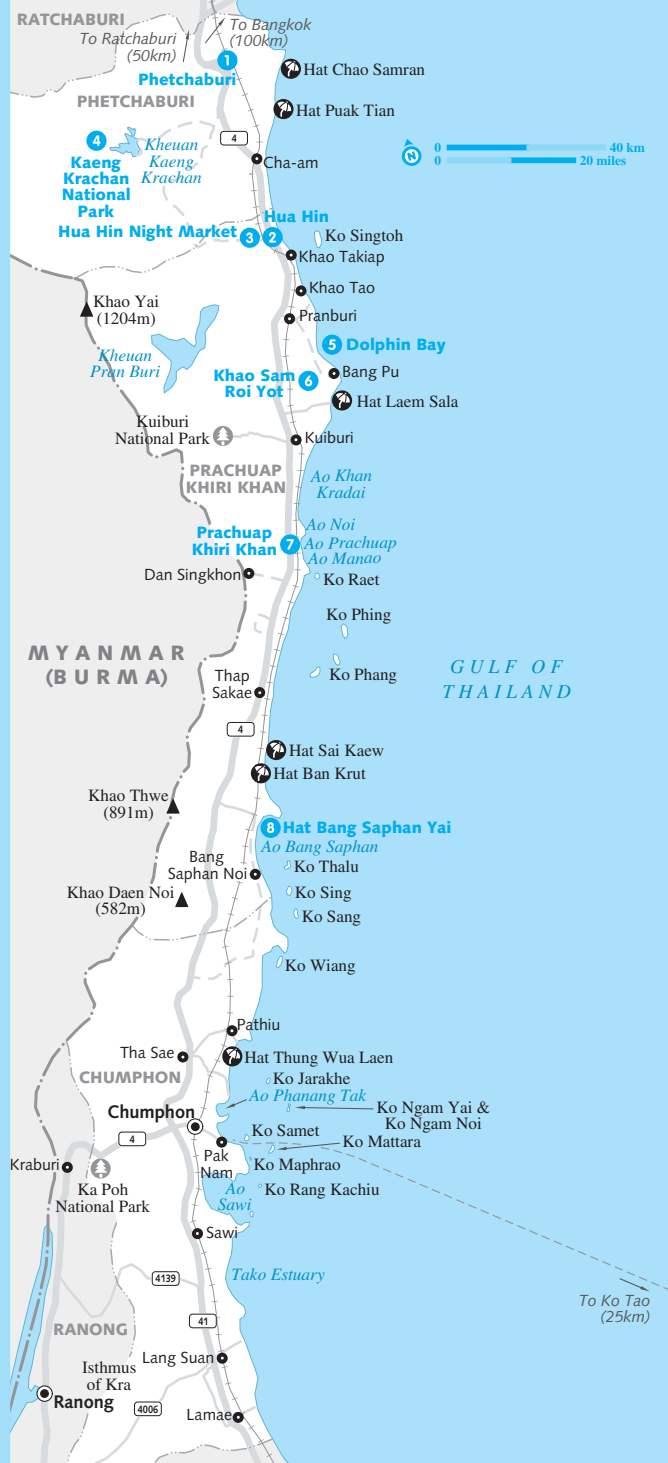 RATCHABURI
To Ratchaburi
(50km)
To Bangkok
(100km)
1
Phetchaburi
Hat Chao Samran
PHETCHABURI
Hat Puak Tian
4
Kaeng
Krachan
National
Park
Kheuan
Kaeng
Krachan
4
Cha-am
N
0 40 km
0 20 miles
Hua Hin
Hua Hin Night Market 3 2
Ko Singtoh
Khao Takiap
Khao Tao
Khao Yai
(1204m)
Pranburi
Kheuan
Pran Buri
5 Dolphin Bay
Khao Sam
Roi Yot
6
Bang Pu
Hat Laem Sala
Kuiburi
National Park
Kuiburi
PRACHUAP
KHIRI KHAN
Ao Khan
Kradai
Ao Noi
Prachuap
Khiri Khan
7
Ao Prachuap
Ao Manao
Dan Singkhon
Ko Raet
Ko Phing
MYANMAR
(BURMA)
Ko Phang
GULF OF
THAILAND
Thap
Sakae
4
Hat Sai Kaew
Hat Ban Krut
Khao Thwe
(891m)
8 Hat Bang Saphan Yai
Ao Bang Saphan
Bang
Saphan Noi
Ko Thalu
Khao Daen Noi
(582m)
Ko Sing
Ko Sang
Ko Wiang
Pathiu
Tha Sae
Hat Thung Wua Laen
CHUMPHON
Ko Jarakhe
Ao Phanang Tak
Ko Ngam Yai &
Ko Ngam Noi
Chumphon
4
Ko Samet
Ko Mattara
Pak
Nam
Kraburi
Ko Maphrao
Ka Poh
National Park
Ao
Sawi
Ko Rang Kachiu
Sawi
Tako Estuary
4139
To Ko Tao
(25km)
41
RANONG
Lang Suan
Isthmus
of Kra
Ranong
4006
Lamae